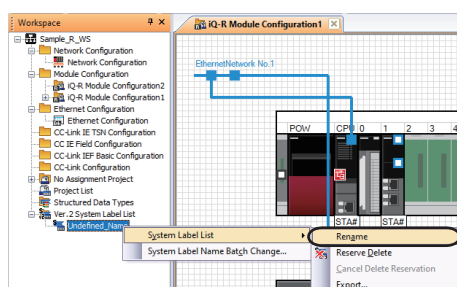 Workspace
iQ-R Module Configuration1
Sample_R_WS
Network Configuration
Network Configuration
Module Configuration
iQ-R Module Configuration2
iQ-R Module Configuration1
Ethernet Configuration
Ethernet Configuration
CC-Link IE TSN Configuration
CC IE Field Configuration
CC-Link IEF Basic Configuration
CC-Link Configuration
No Assignment Project
Project List
Structured Data Types
Ver.2 System Label List
Undefined_Name
EthernetNetwork No.1
POW CPU 0 1 2 3 4
STA# STA#
System Label List
System Label Name Batch Change...
Rename
Reserve Delete
Cancel Delete Reservation
Export...